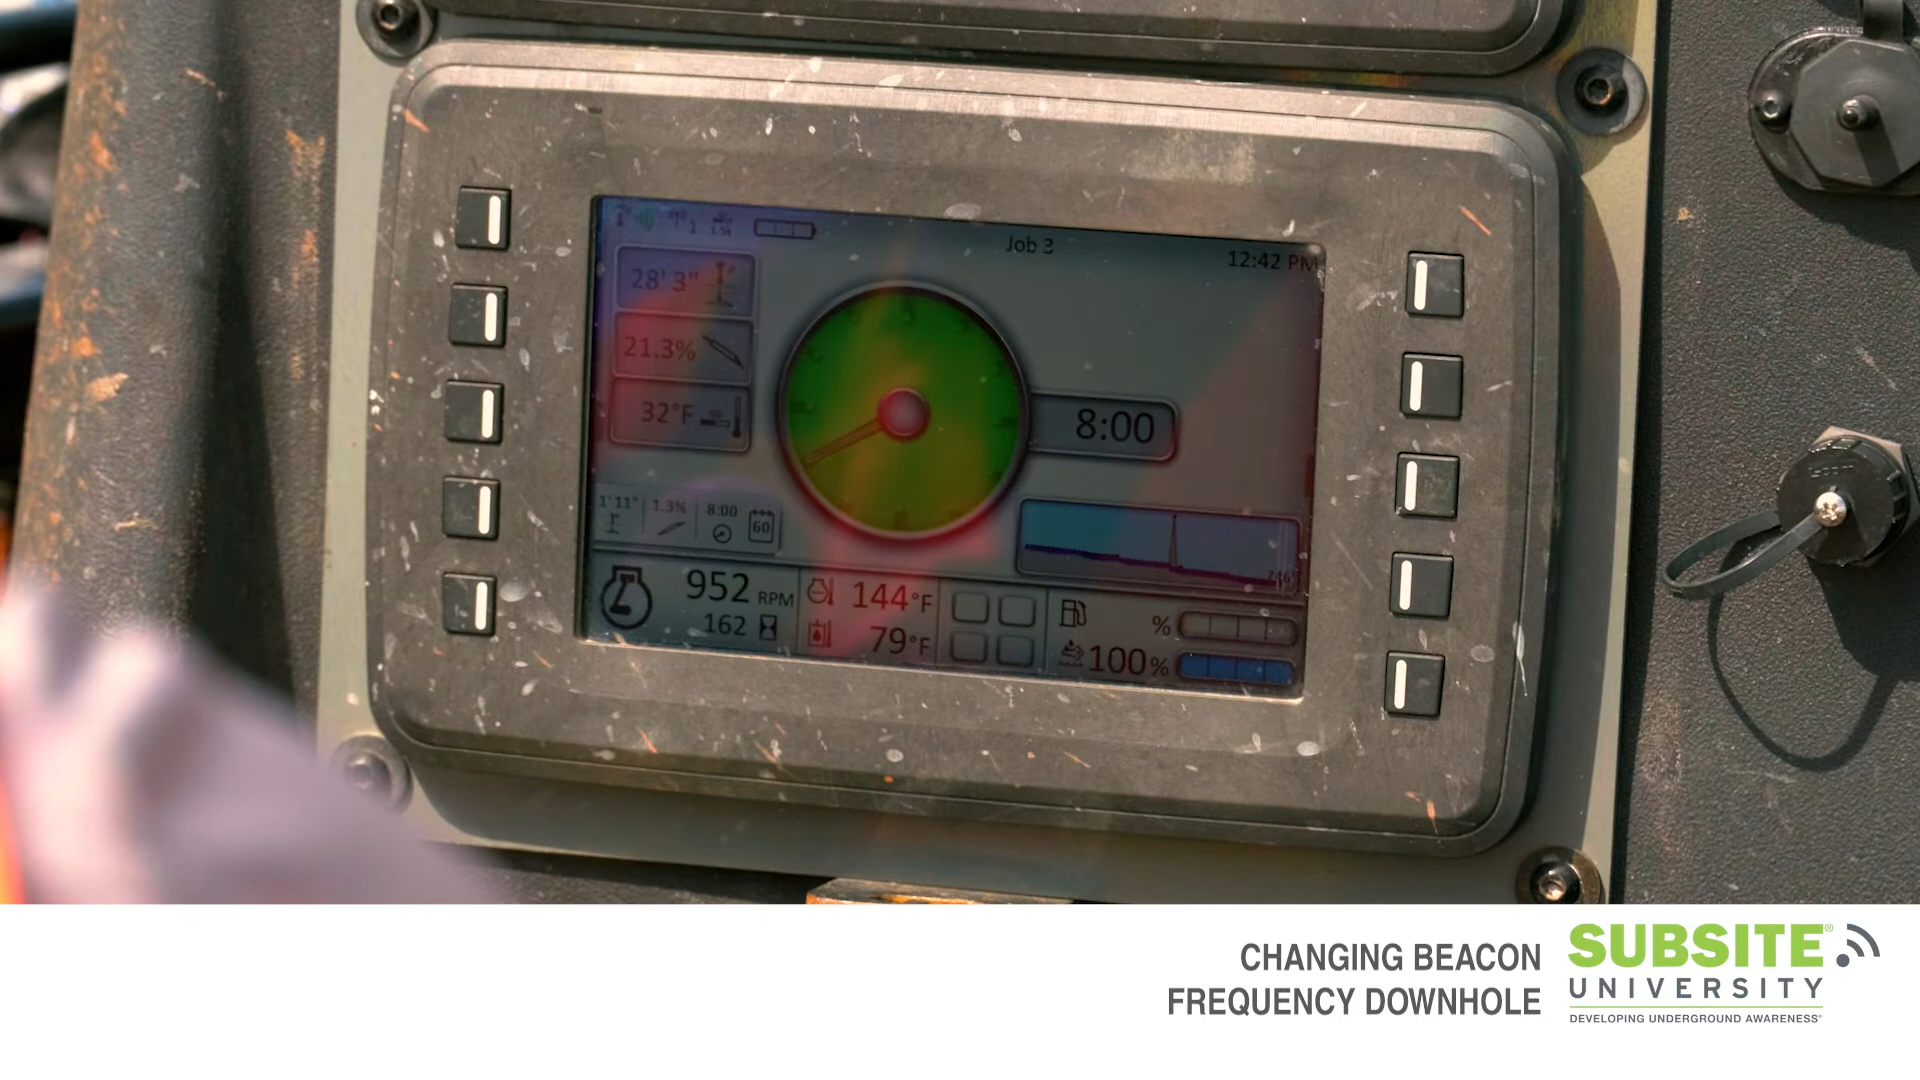 Job 3
12:42 PM
28' 3"
21.3%
32°F
8:00
1'11" 1.3% 8:00 60
746
952 RPM
162
144°F
79°F
%
100%
CHANGING BEACON
FREQUENCY DOWNHOLE
SUBSITE®
UNIVERSITY
DEVELOPING UNDERGROUND AWARENESS®